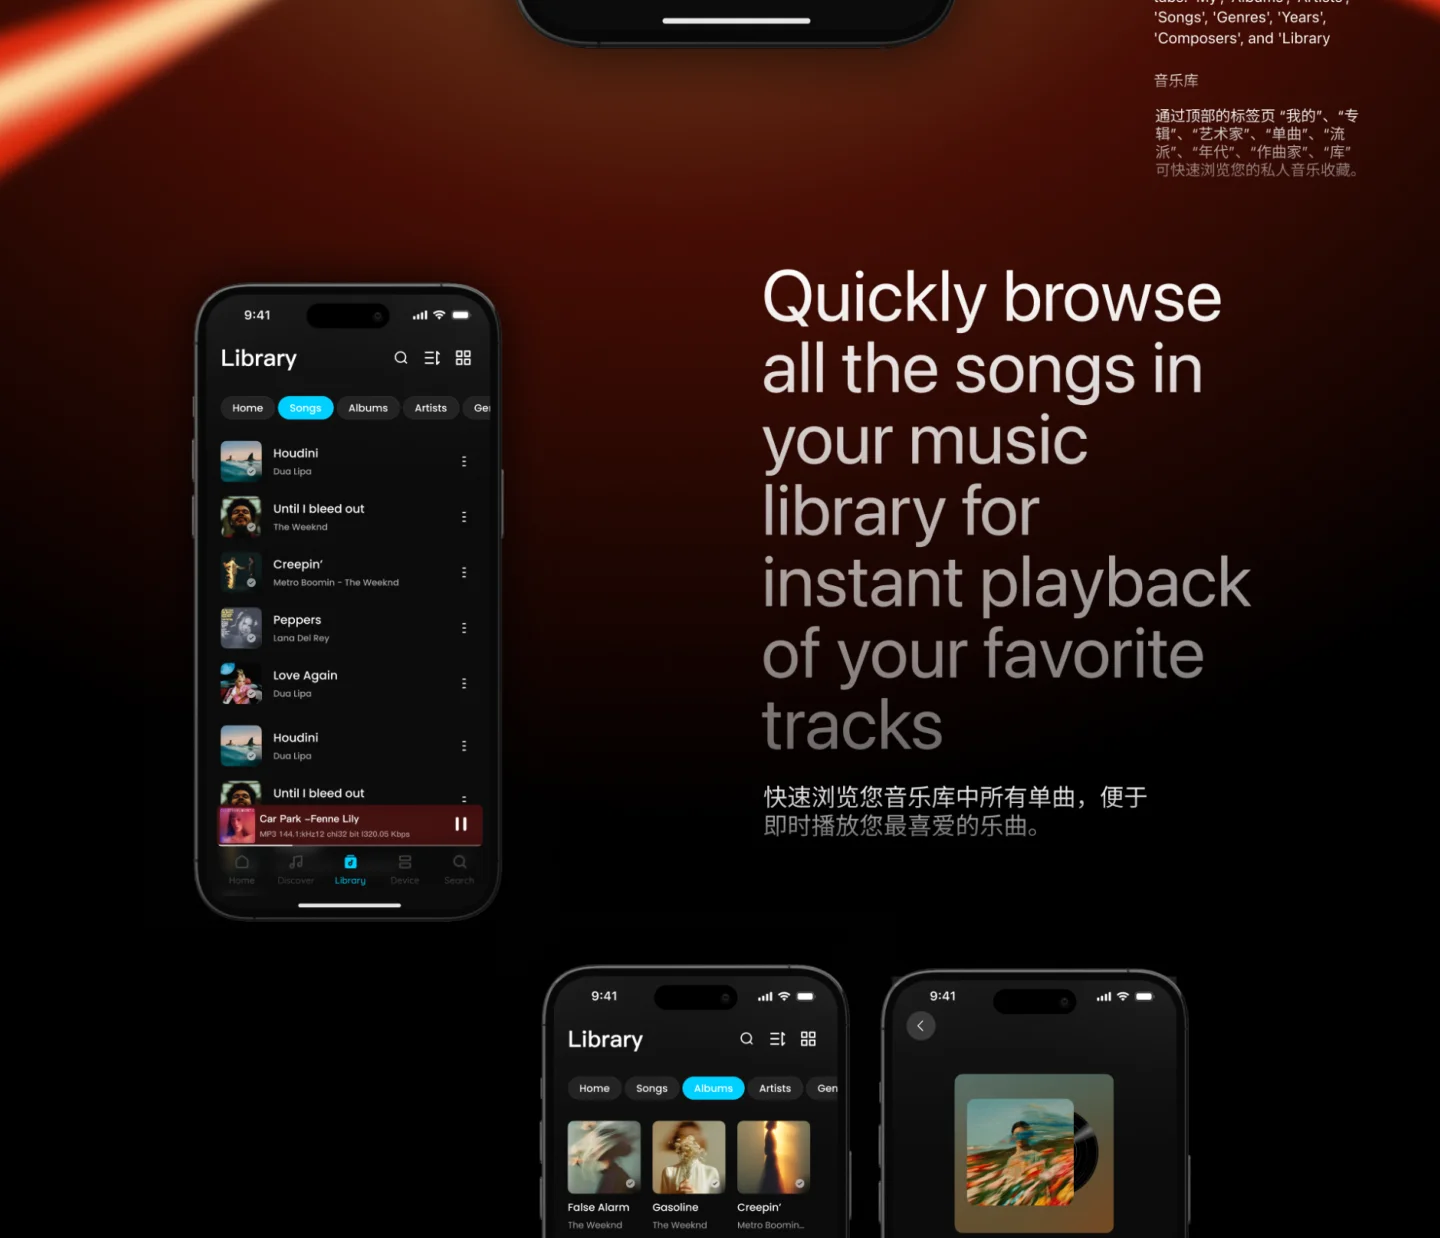 'Songs', 'Genres', 'Years',
'Composers', and 'Library
音乐库
通过顶部的标签页 “我的”、“专
辑”、“艺术家”、“单曲”、“流
派”、“年代”、“作曲家”、“库”
可快速浏览您的私人音乐收藏。
9:41
Library
Home
Songs
Albums
Artists
Houdini
Dua Lipa
Until I bleed out
The Weeknd
Creepin’
Metro Boomin - The Weeknd
Peppers
Lana Del Rey
Love Again
Dua Lipa
Houdini
Dua Lipa
Until I bleed out
Car Park –Fenne Lily
MP3 144.1:kHz12 chi32 bit I320.05 Kbps
Home
Discover
Library
Device
Search
Quickly browse
all the songs in
your music
library for
instant playback
of your favorite
tracks
快速浏览您音乐库中所有单曲，便于
即时播放您最喜爱的乐曲。
9:41
Library
Home
Songs
Albums
Artists
False Alarm
The Weeknd
Gasoline
The Weeknd
Creepin’
Metro Boomin...
9:41